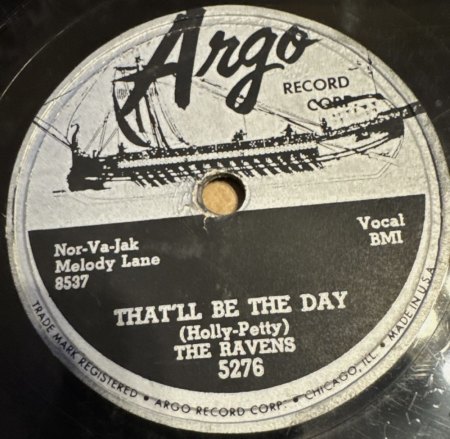 Argo
RECORD
CORP.
Nor-Va-Jak
Melody Lane
8537
Vocal
BMI
THAT'LL BE THE DAY
(Holly-Petty)
THE RAVENS
5276
TRADE MARK REGISTERED • ARGO RECORD CORP. • CHICAGO, ILL. • MADE IN U.S.A.